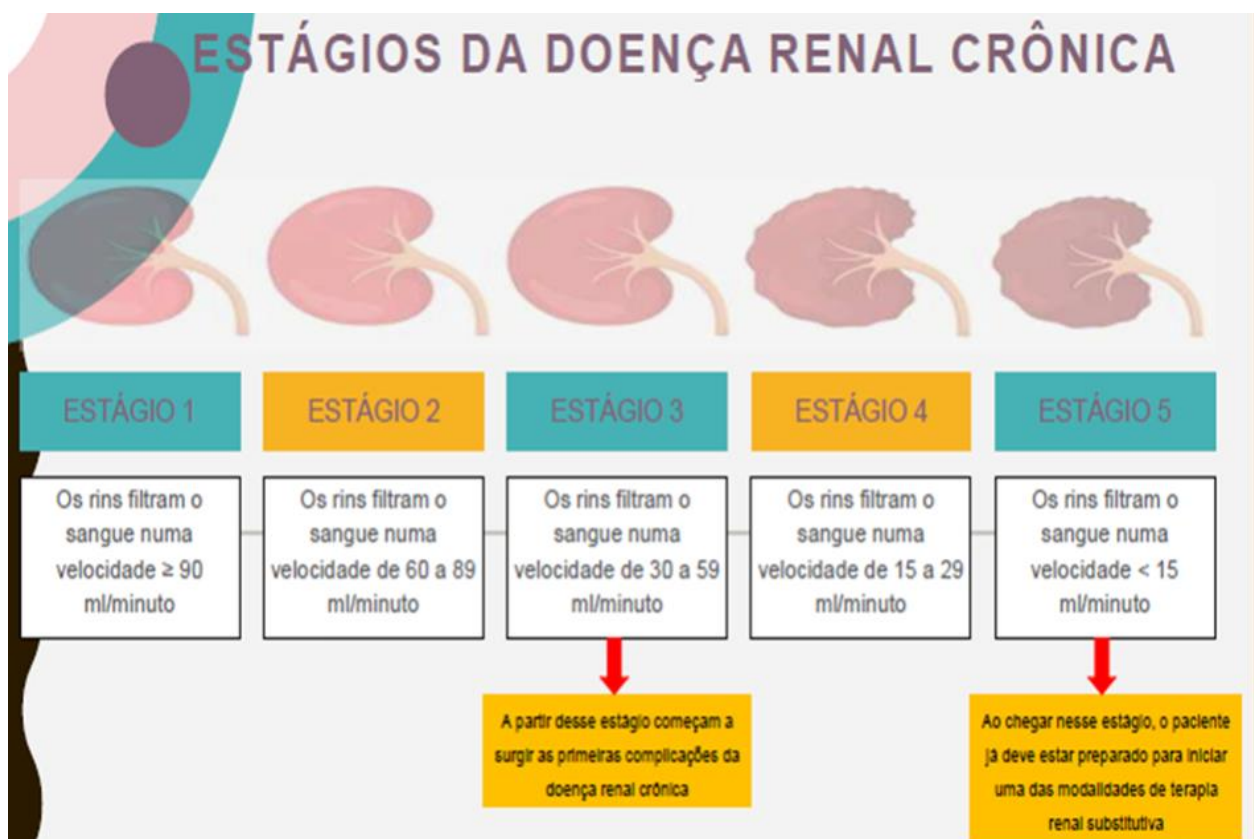 ESTÁGIOS DA DOENÇA RENAL CRÔNICA
ESTÁGIO 1
Os rins filtram o
sangue numa
velocidade ≥ 90
ml/minuto
ESTÁGIO 2
Os rins filtram o
sangue numa
velocidade de 60 a 89
ml/minuto
ESTÁGIO 3
Os rins filtram o
sangue numa
velocidade de 30 a 59
ml/minuto
A partir desse estágio começam a
surgir as primeiras complicações da
doença renal crônica
ESTÁGIO 4
Os rins filtram o
sangue numa
velocidade de 15 a 29
ml/minuto
ESTÁGIO 5
Os rins filtram o
sangue numa
velocidade < 15
ml/minuto
Ao chegar nesse estágio, o paciente
já deve estar preparado para iniciar
uma das modalidades de terapia
renal substitutiva